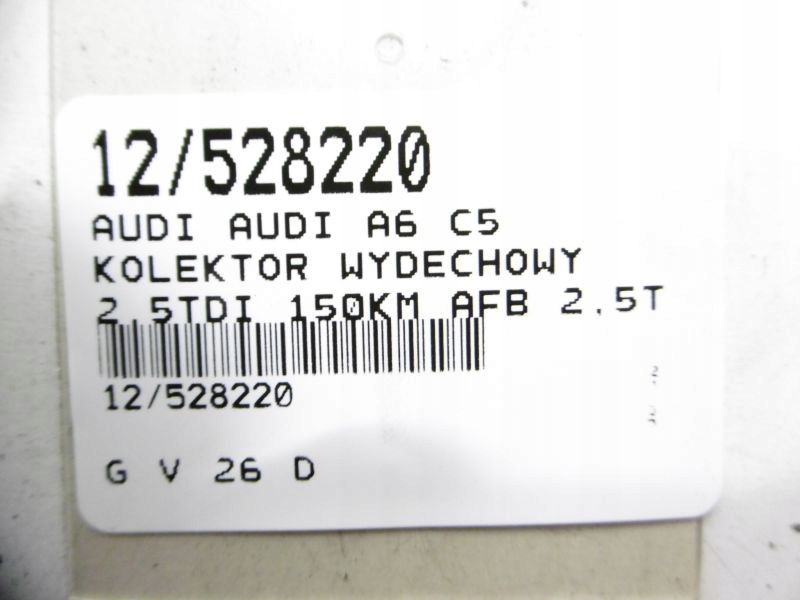 12/528220
AUDI AUDI A6 C5
KOLEKTOR WYDECHOWY
2.5TDI 150KM AFB 2.5T
12/528220
G V 26 D